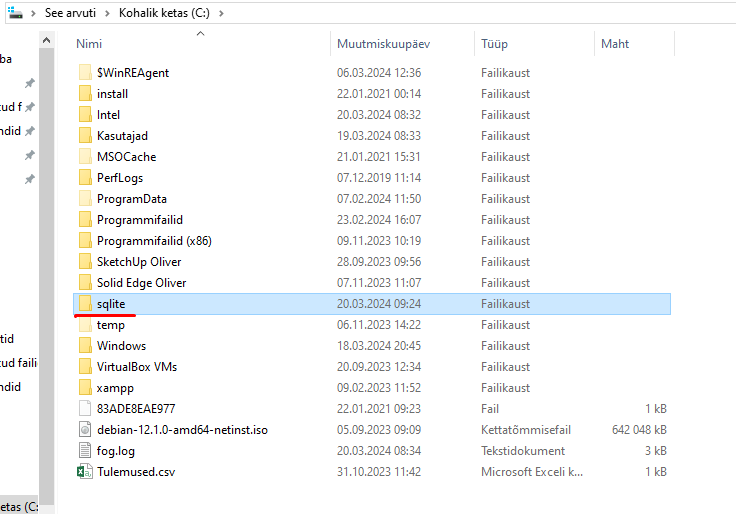 See arvuti > Kohalik ketas (C:) >
Nimi Muutmiskuupäev Tüüp Maht
$WinREAgent 06.03.2024 12:36 Failikaust
install 22.01.2021 00:14 Failikaust
Intel 20.03.2024 08:32 Failikaust
Kasutajad 19.03.2024 08:33 Failikaust
MSOCache 21.01.2021 15:31 Failikaust
PerfLogs 07.12.2019 11:14 Failikaust
ProgramData 07.02.2024 11:50 Failikaust
Programmifailid 23.02.2024 16:07 Failikaust
Programmifailid (x86) 09.11.2023 10:19 Failikaust
SketchUp Oliver 28.09.2023 09:56 Failikaust
Solid Edge Oliver 07.11.2023 11:07 Failikaust
sqlite 20.03.2024 09:24 Failikaust
temp 06.11.2023 14:22 Failikaust
Windows 18.03.2024 20:45 Failikaust
VirtualBox VMs 20.09.2023 12:34 Failikaust
xampp 09.02.2023 11:52 Failikaust
83ADE8EAE977 22.01.2021 09:23 Fail 1 kB
debian-12.1.0-amd64-netinst.iso 05.09.2023 09:09 Kettatõmmisefail 642 048 kB
fog.log 20.03.2024 08:34 Tekstidokument 3 kB
Tulemused.csv 31.10.2023 11:42 Microsoft Exceli k... 1 kB
ba
tud f
ndid
tid
tud faili
ndid
ketas (C: